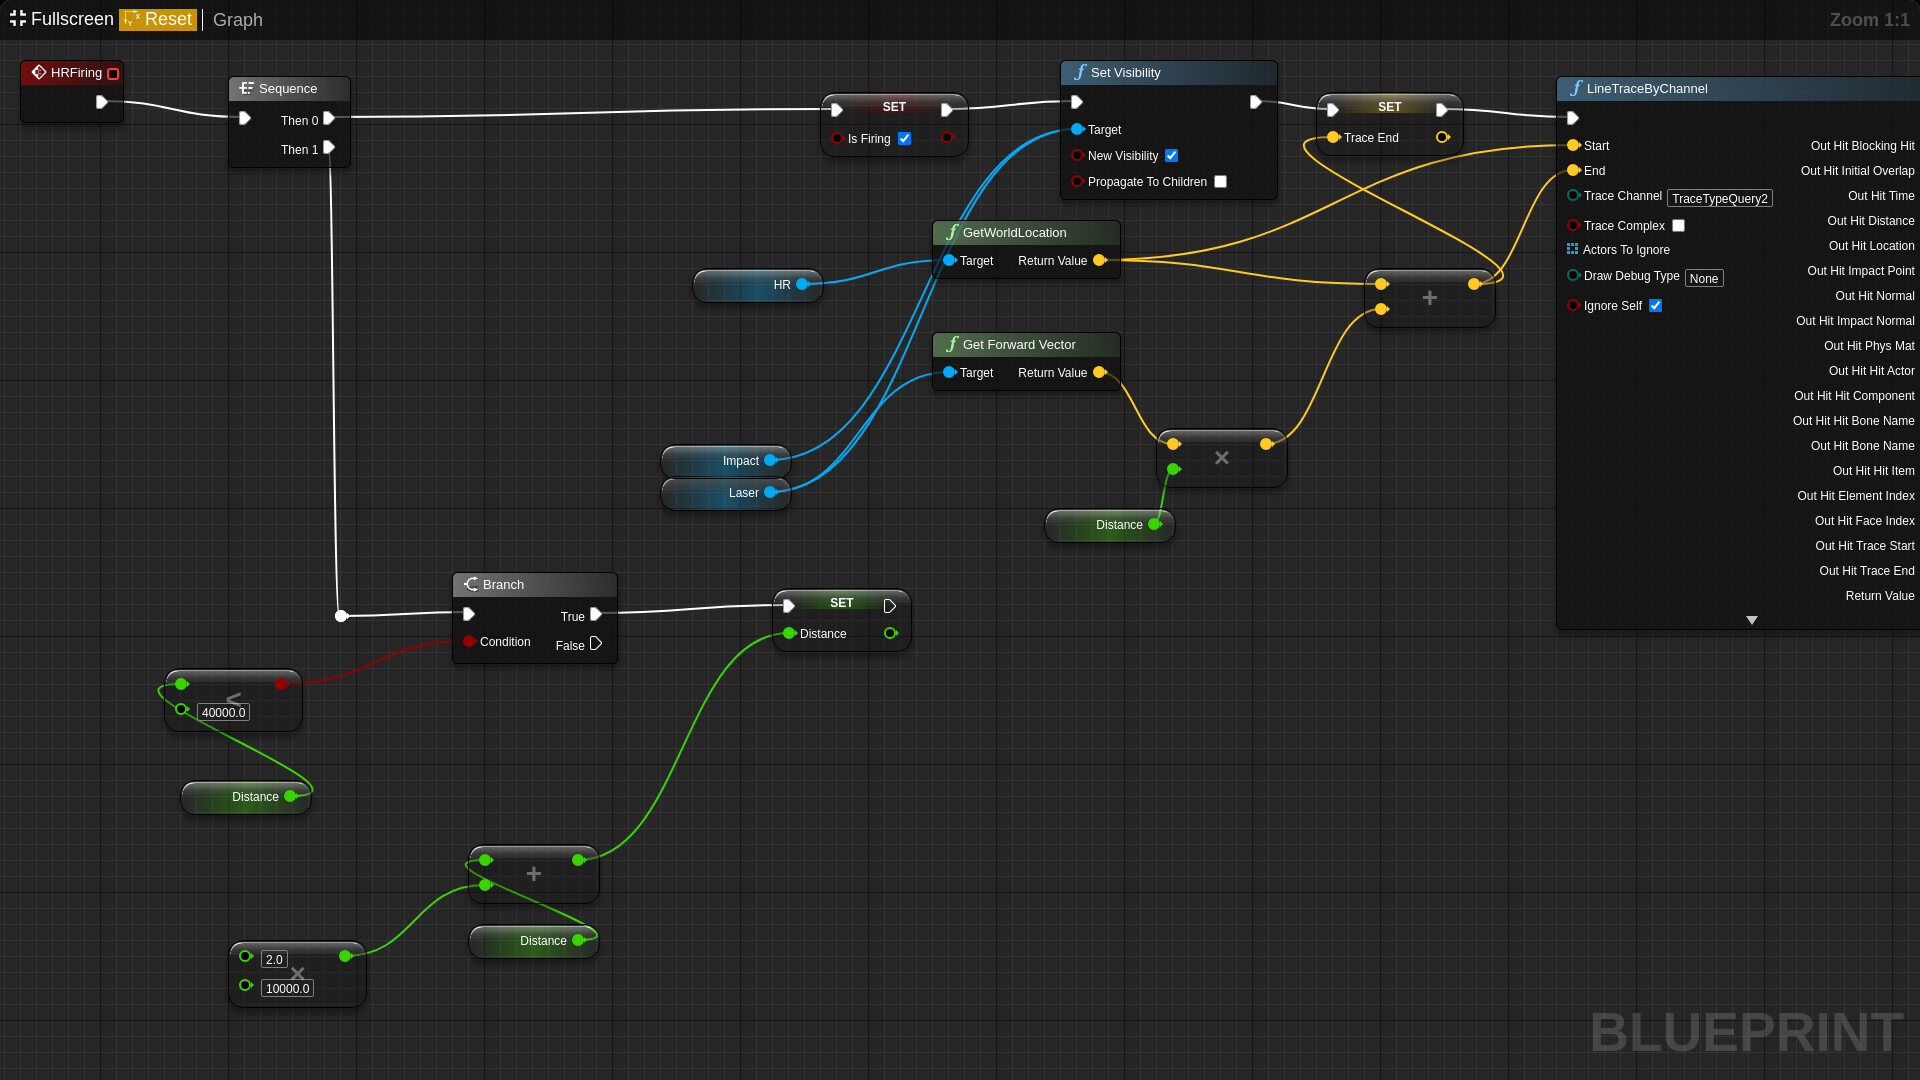 Fullscreen Reset Graph
Zoom 1:1
HRFiring
Sequence
Then 0
Then 1
SET
Is Firing
Set Visibility
Target
New Visibility
Propagate To Children
SET
Trace End
LineTraceByChannel
Start
End
Trace Channel TraceTypeQuery2
Trace Complex
Actors To Ignore
Draw Debug Type None
Ignore Self
Out Hit Blocking Hit
Out Hit Initial Overlap
Out Hit Time
Out Hit Distance
Out Hit Location
Out Hit Impact Point
Out Hit Normal
Out Hit Impact Normal
Out Hit Phys Mat
Out Hit Hit Actor
Out Hit Hit Component
Out Hit Hit Bone Name
Out Hit Bone Name
Out Hit Hit Item
Out Hit Element Index
Out Hit Face Index
Out Hit Trace Start
Out Hit Trace End
Return Value
GetWorldLocation
Target Return Value
HR
+
Get Forward Vector
Target Return Value
Impact
Laser
×
Distance
Branch
True
Condition
False
SET
Distance
<
40000.0
Distance
+
Distance
2.0
×
10000.0
BLUEPRINT